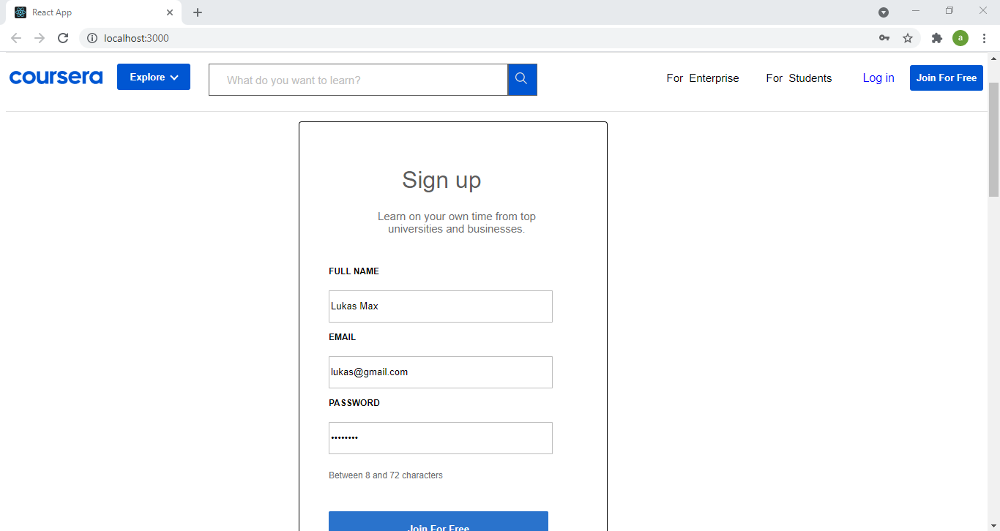 React App
localhost:3000
a
coursera
Explore
What do you want to learn?
For Enterprise
For Students
Log in
Join For Free
Sign up
Learn on your own time from top
universities and businesses.
FULL NAME
Lukas Max
EMAIL
lukas@gmail.com
PASSWORD
••••••••
Between 8 and 72 characters
Join For Free